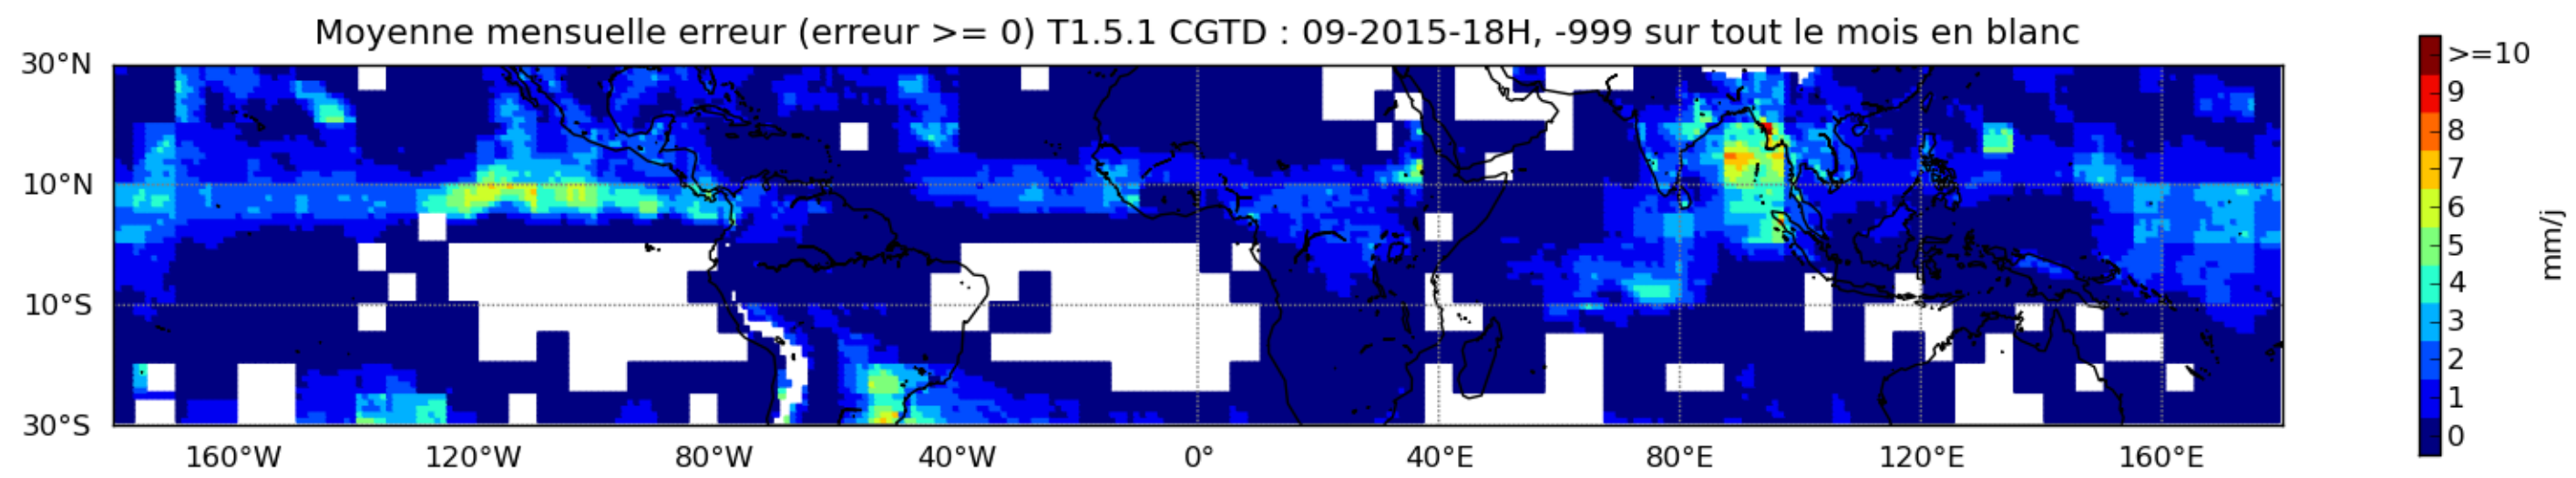 Moyenne mensuelle erreur (erreur >= 0) T1.5.1 CGTD : 09-2015-18H, -999 sur tout le mois en blanc
30°N
10°N
10°S
30°S
160°W 120°W 80°W 40°W 0° 40°E 80°E 120°E 160°E
>=10
9
8
7
6
5
4
3
2
1
0
mm/j